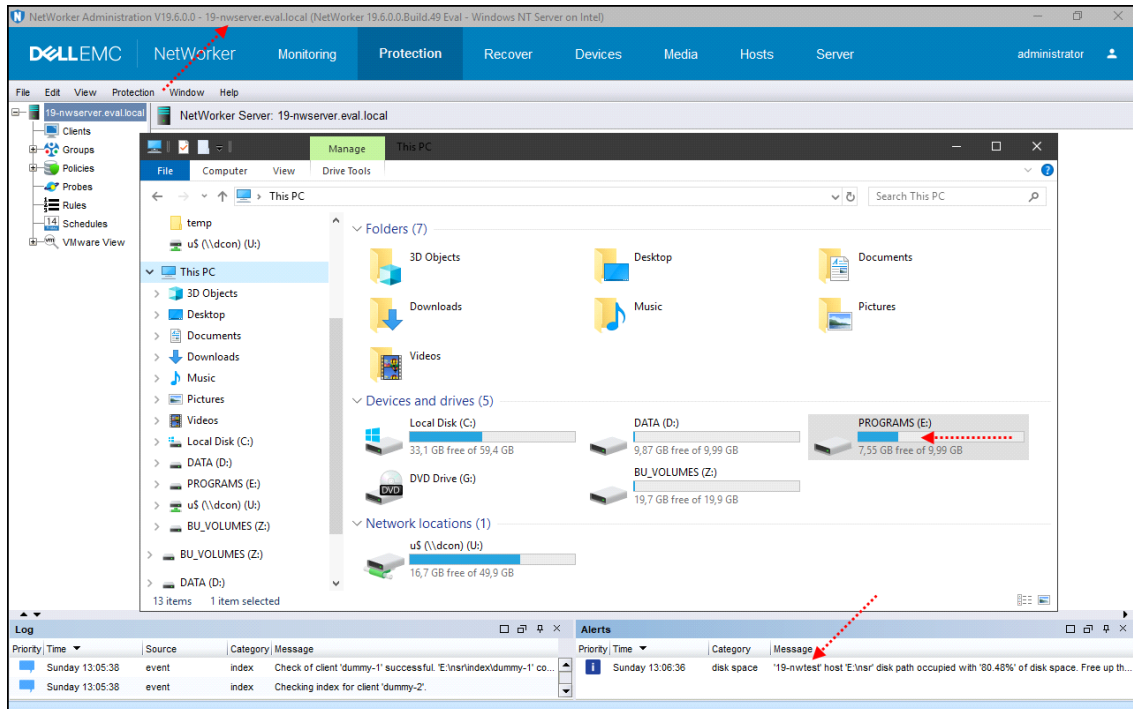 NetWorker Administration V19.6.0.0 - 19-nwserver.eval.local (NetWorker 19.6.0.0.Build.49 Eval - Windows NT Server on Intel)
DELLEMC NetWorker Monitoring Protection Recover Devices Media Hosts Server administrator
File Edit View Protection Window Help
19-nwserver.eval.local
Clients
Groups
Policies
Probes
Rules
14 Schedules
vm VMware View
NetWorker Server: 19-nwserver.eval.local
Manage This PC
File Computer View Drive Tools
This PC
Search This PC
temp
u$ (\\dcon) (U:)
This PC
3D Objects
Desktop
Documents
Downloads
Music
Pictures
Videos
Local Disk (C:)
DATA (D:)
PROGRAMS (E:)
u$ (\\dcon) (U:)
BU_VOLUMES (Z:)
BU_VOLUMES (Z:)
DATA (D:)
Folders (7)
3D Objects
Desktop
Documents
Downloads
Music
Pictures
Videos
Devices and drives (5)
Local Disk (C:)
33,1 GB free of 59,4 GB
DATA (D:)
9,87 GB free of 9,99 GB
PROGRAMS (E:)
7,55 GB free of 9,99 GB
DVD
DVD Drive (G:)
BU_VOLUMES (Z:)
19,7 GB free of 19,9 GB
Network locations (1)
u$ (\\dcon) (U:)
16,7 GB free of 49,9 GB
13 items 1 item selected
Log
Priority Time Source Category Message
Sunday 13:05:38 event index Check of client 'dummy-1' successful. 'E:\nsr\index\dummy-1' co...
Sunday 13:05:38 event index Checking index for client 'dummy-2'.
Alerts
Priority Time Category Message
Sunday 13:06:36 disk space '19-nwtest' host 'E:\nsr' disk path occupied with '80.48%' of disk space. Free up th...